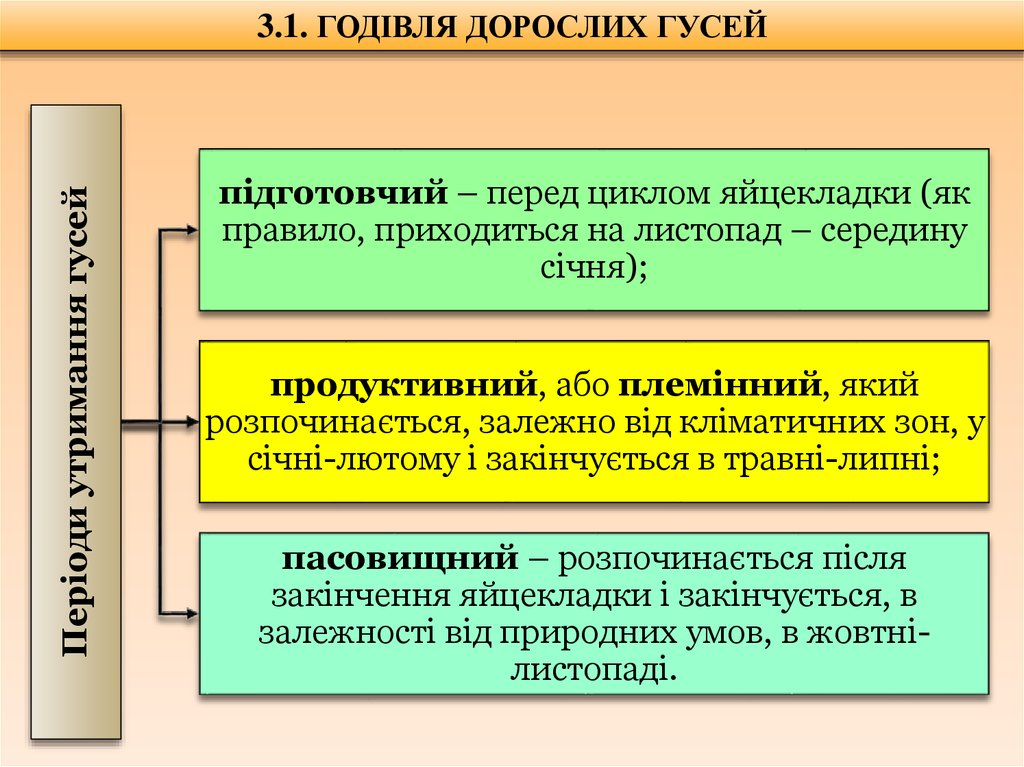 3.1. ГОДІВЛЯ ДОРОСЛИХ ГУСЕЙ
Періоди утримання гусей
підготовчий – перед циклом яйцекладки (як
правило, приходиться на листопад – середину
січня);
продуктивний, або племінний, який
розпочинається, залежно від кліматичних зон, у
січні-лютому і закінчується в травні-липні;
пасовищний – розпочинається після
закінчення яйцекладки і закінчується, в
залежності від природних умов, в жовтні-
листопаді.